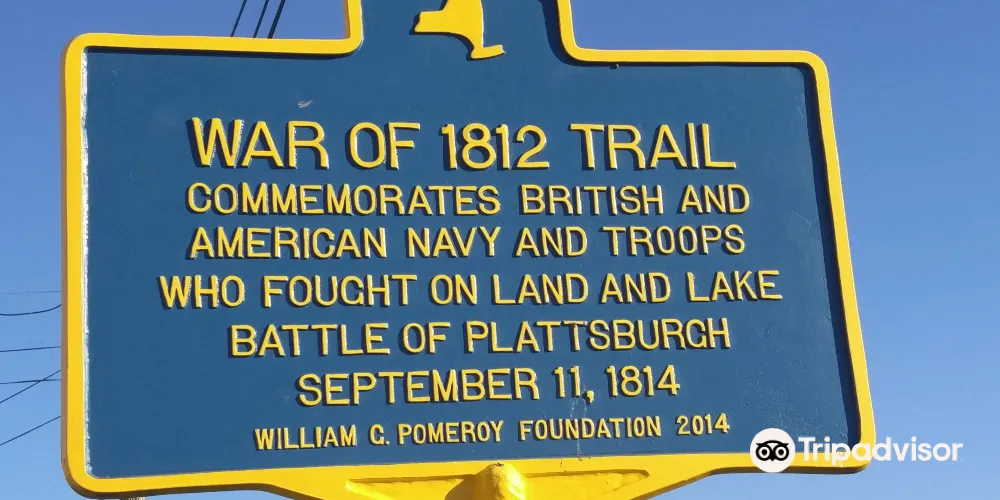 WAR OF 1812 TRAIL
COMMEMORATES BRITISH AND
AMERICAN NAVY AND TROOPS
WHO FOUGHT ON LAND AND LAKE
BATTLE OF PLATTSBURGH
SEPTEMBER 11, 1814
WILLIAM G. POMEROY FOUNDATION 2014
Tripadvisor